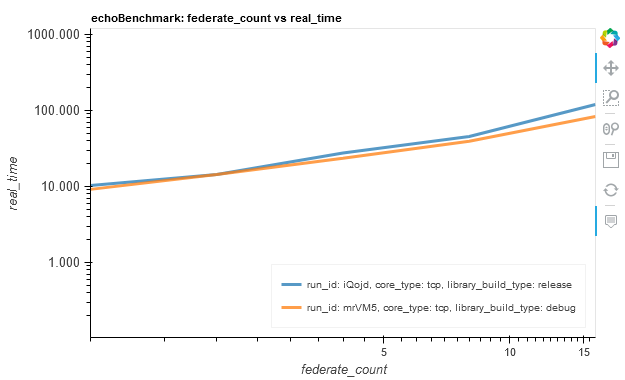 echoBenchmark: federate_count vs real_time
1000.000
100.000
10.000
1.000
real_time
run_id: iQojd, core_type: tcp, library_build_type: release
run_id: mrVM5, core_type: tcp, library_build_type: debug
5
10
15
federate_count